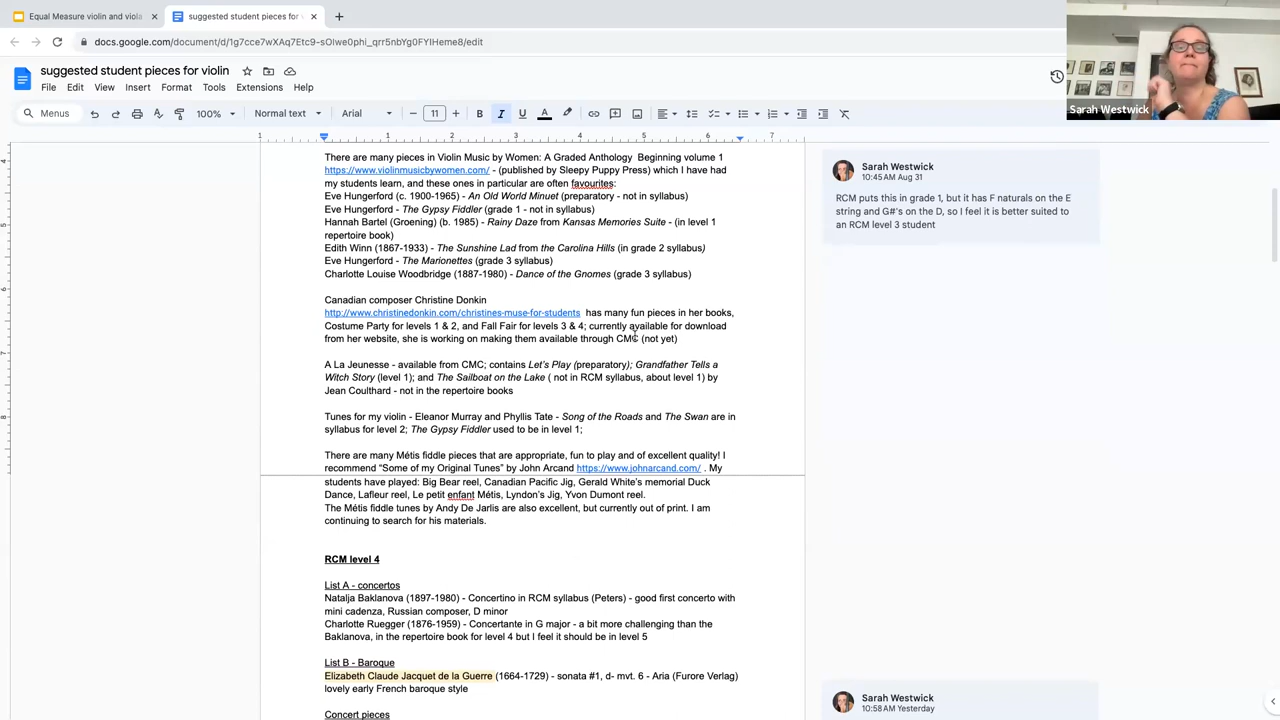 Equal Measure violin and viola
suggested student pieces for
docs.google.com/document/d/1g7cce7wXAq7Etc9-sOIwe0phi_qrr5nbYg0FYIHeme8/edit
suggested student pieces for violin
File Edit View Insert Format Tools Extensions Help
Menus 100% Normal text Arial 11 B I U A
1 1 2 3 4 5 6 7
There are many pieces in Violin Music by Women: A Graded Anthology Beginning volume 1
https://www.violinmusicbywomen.com/ - (published by Sleepy Puppy Press) which I have had
my students learn, and these ones in particular are often favourites:
Eve Hungerford (c. 1900-1965) - An Old World Minuet (preparatory - not in syllabus)
Eve Hungerford - The Gypsy Fiddler (grade 1 - not in syllabus)
Hannah Bartel (Groening) (b. 1985) - Rainy Daze from Kansas Memories Suite - (in level 1
repertoire book)
Edith Winn (1867-1933) - The Sunshine Lad from the Carolina Hills (in grade 2 syllabus)
Eve Hungerford - The Marionettes (grade 3 syllabus)
Charlotte Louise Woodbridge (1887-1980) - Dance of the Gnomes (grade 3 syllabus)
Canadian composer Christine Donkin
http://www.christinedonkin.com/christines-muse-for-students has many fun pieces in her books,
Costume Party for levels 1 & 2, and Fall Fair for levels 3 & 4; currently available for download
from her website, she is working on making them available through CMC (not yet)
A La Jeunesse - available from CMC; contains Let's Play (preparatory); Grandfather Tells a
Witch Story (level 1); and The Sailboat on the Lake ( not in RCM syllabus, about level 1) by
Jean Coulthard - not in the repertoire books
Tunes for my violin - Eleanor Murray and Phyllis Tate - Song of the Roads and The Swan are in
syllabus for level 2; The Gypsy Fiddler used to be in level 1;
There are many Métis fiddle pieces that are appropriate, fun to play and of excellent quality! I
recommend “Some of my Original Tunes” by John Arcand https://www.johnarcand.com/ . My
students have played: Big Bear reel, Canadian Pacific Jig, Gerald White's memorial Duck
Dance, Lafleur reel, Le petit enfant Métis, Lyndon's Jig, Yvon Dumont reel.
The Métis fiddle tunes by Andy De Jarlis are also excellent, but currently out of print. I am
continuing to search for his materials.
RCM level 4
List A - concertos
Natalja Baklanova (1897-1980) - Concertino in RCM syllabus (Peters) - good first concerto with
mini cadenza, Russian composer, D minor
Charlotte Ruegger (1876-1959) - Concertante in G major - a bit more challenging than the
Baklanova, in the repertoire book for level 4 but I feel it should be in level 5
List B - Baroque
Elizabeth Claude Jacquet de la Guerre (1664-1729) - sonata #1, d- mvt. 6 - Aria (Furore Verlag)
lovely early French baroque style
Concert pieces
4
5
6
7
8
Sarah Westwick
Sarah Westwick
10:45 AM Aug 31
RCM puts this in grade 1, but it has F naturals on the E
string and G#'s on the D, so I feel it is better suited to
an RCM level 3 student
Sarah Westwick
10:58 AM Yesterday